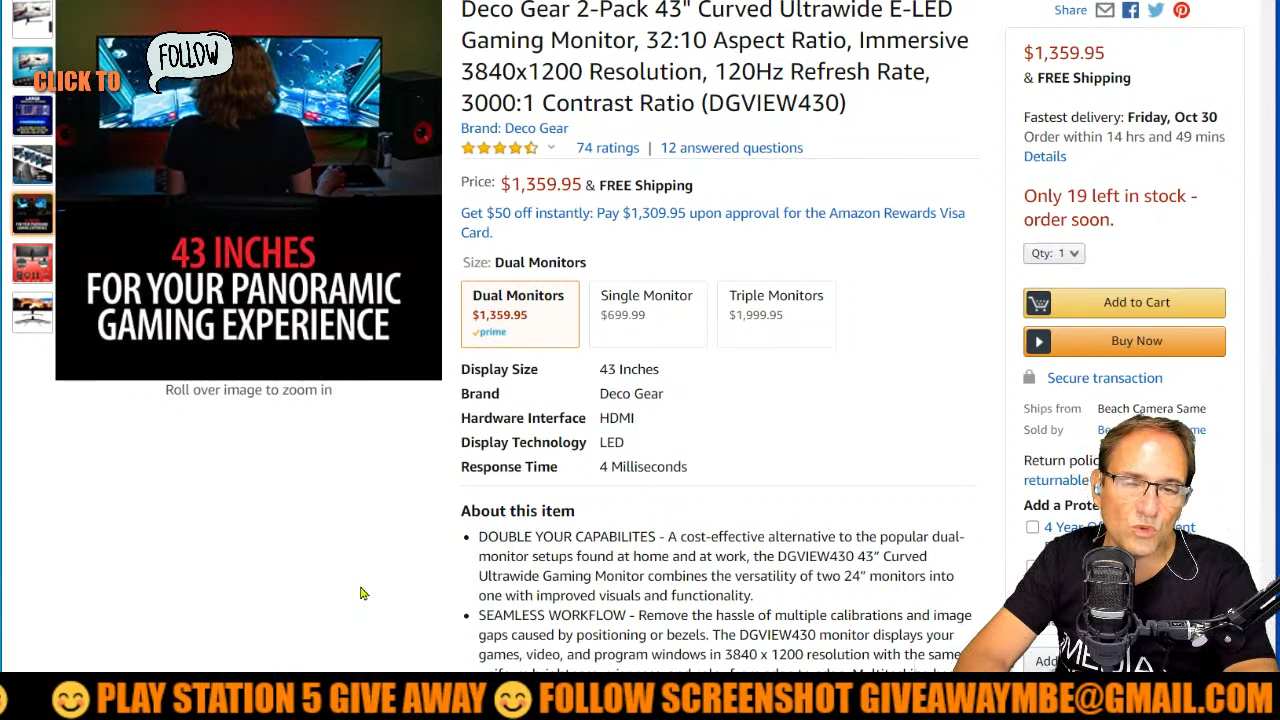 FOLLOW
CLICK TO
43 INCHES
FOR YOUR PANORAMIC
GAMING EXPERIENCE
Roll over image to zoom in
Deco Gear 2-Pack 43" Curved Ultrawide E-LED
Gaming Monitor, 32:10 Aspect Ratio, Immersive
3840x1200 Resolution, 120Hz Refresh Rate,
3000:1 Contrast Ratio (DGVIEW430)
Brand: Deco Gear
74 ratings | 12 answered questions
Price: $1,359.95 & FREE Shipping
Get $50 off instantly: Pay $1,309.95 upon approval for the Amazon Rewards Visa
Card.
Size: Dual Monitors
Dual Monitors
$1,359.95
prime
Single Monitor
$699.99
Triple Monitors
$1,999.95
Display Size 43 Inches
Brand Deco Gear
Hardware Interface HDMI
Display Technology LED
Response Time 4 Milliseconds
About this item
DOUBLE YOUR CAPABILITES - A cost-effective alternative to the popular dual-
monitor setups found at home and at work, the DGVIEW430 43” Curved
Ultrawide Gaming Monitor combines the versatility of two 24” monitors into
one with improved visuals and functionality.
SEAMLESS WORKFLOW - Remove the hassle of multiple calibrations and image
gaps caused by positioning or bezels. The DGVIEW430 monitor displays your
games, video, and program windows in 3840 x 1200 resolution with the same
Share
$1,359.95
& FREE Shipping
Fastest delivery: Friday, Oct 30
Order within 14 hrs and 49 mins
Details
Only 19 left in stock -
order soon.
Qty: 1
Add to Cart
Buy Now
Secure transaction
Ships from Beach Camera Same
Sold by
Return
returnable
Add a
4 Year
PLAY STATION 5 GIVE AWAY 😊 FOLLOW SCREENSHOT GIVEAWAYMBE@GMAIL.COM